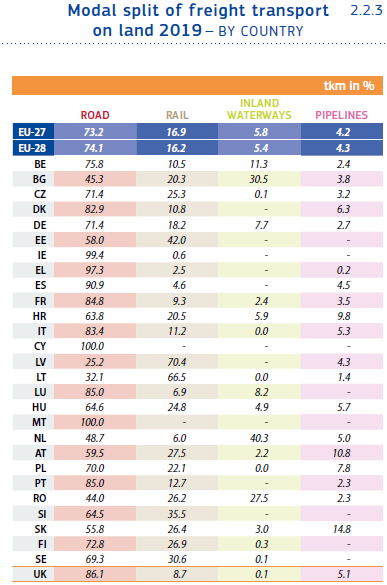 Modal split of freight transport 2.2.3
on land 2019 – BY COUNTRY
tkm in %
ROAD RAIL INLAND WATERWAYS PIPELINES
EU-27 73.2 16.9 5.8 4.2
EU-28 74.1 16.2 5.4 4.3
BE 75.8 10.5 11.3 2.4
BG 45.3 20.3 30.5 3.8
CZ 71.4 25.3 0.1 3.2
DK 82.9 10.8 - 6.3
DE 71.4 18.2 7.7 2.7
EE 58.0 42.0 - -
IE 99.4 0.6 - -
EL 97.3 2.5 - 0.2
ES 90.9 4.6 - 4.5
FR 84.8 9.3 2.4 3.5
HR 63.8 20.5 5.9 9.8
IT 83.4 11.2 0.0 5.3
CY 100.0 - - -
LV 25.2 70.4 - 4.3
LT 32.1 66.5 0.0 1.4
LU 85.0 6.9 8.2 -
HU 64.6 24.8 4.9 5.7
MT 100.0 - - -
NL 48.7 6.0 40.3 5.0
AT 59.5 27.5 2.2 10.8
PL 70.0 22.1 0.0 7.8
PT 85.0 12.7 - 2.3
RO 44.0 26.2 27.5 2.3
SI 64.5 35.5 - -
SK 55.8 26.4 3.0 14.8
FI 72.8 26.9 0.3 -
SE 69.3 30.6 0.1 -
UK 86.1 8.7 0.1 5.1